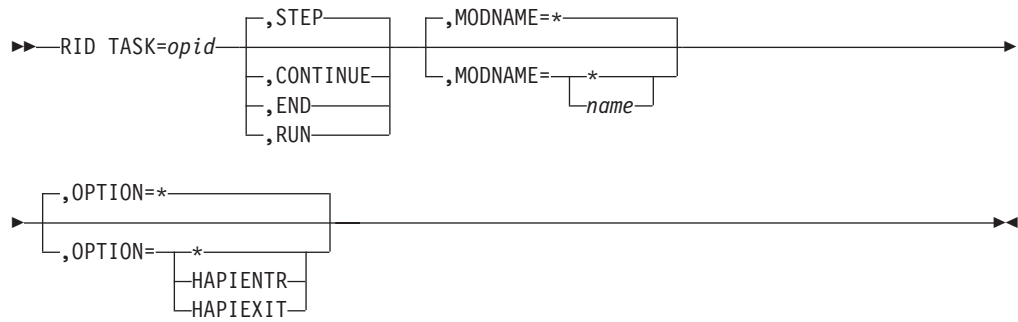 ,STEP ,MODNAME=*
RID TASK=opid
,CONTINUE ,MODNAME= *
,END name
,RUN
,OPTION=*
,OPTION= *
HAPIENTR
HAPIEXIT